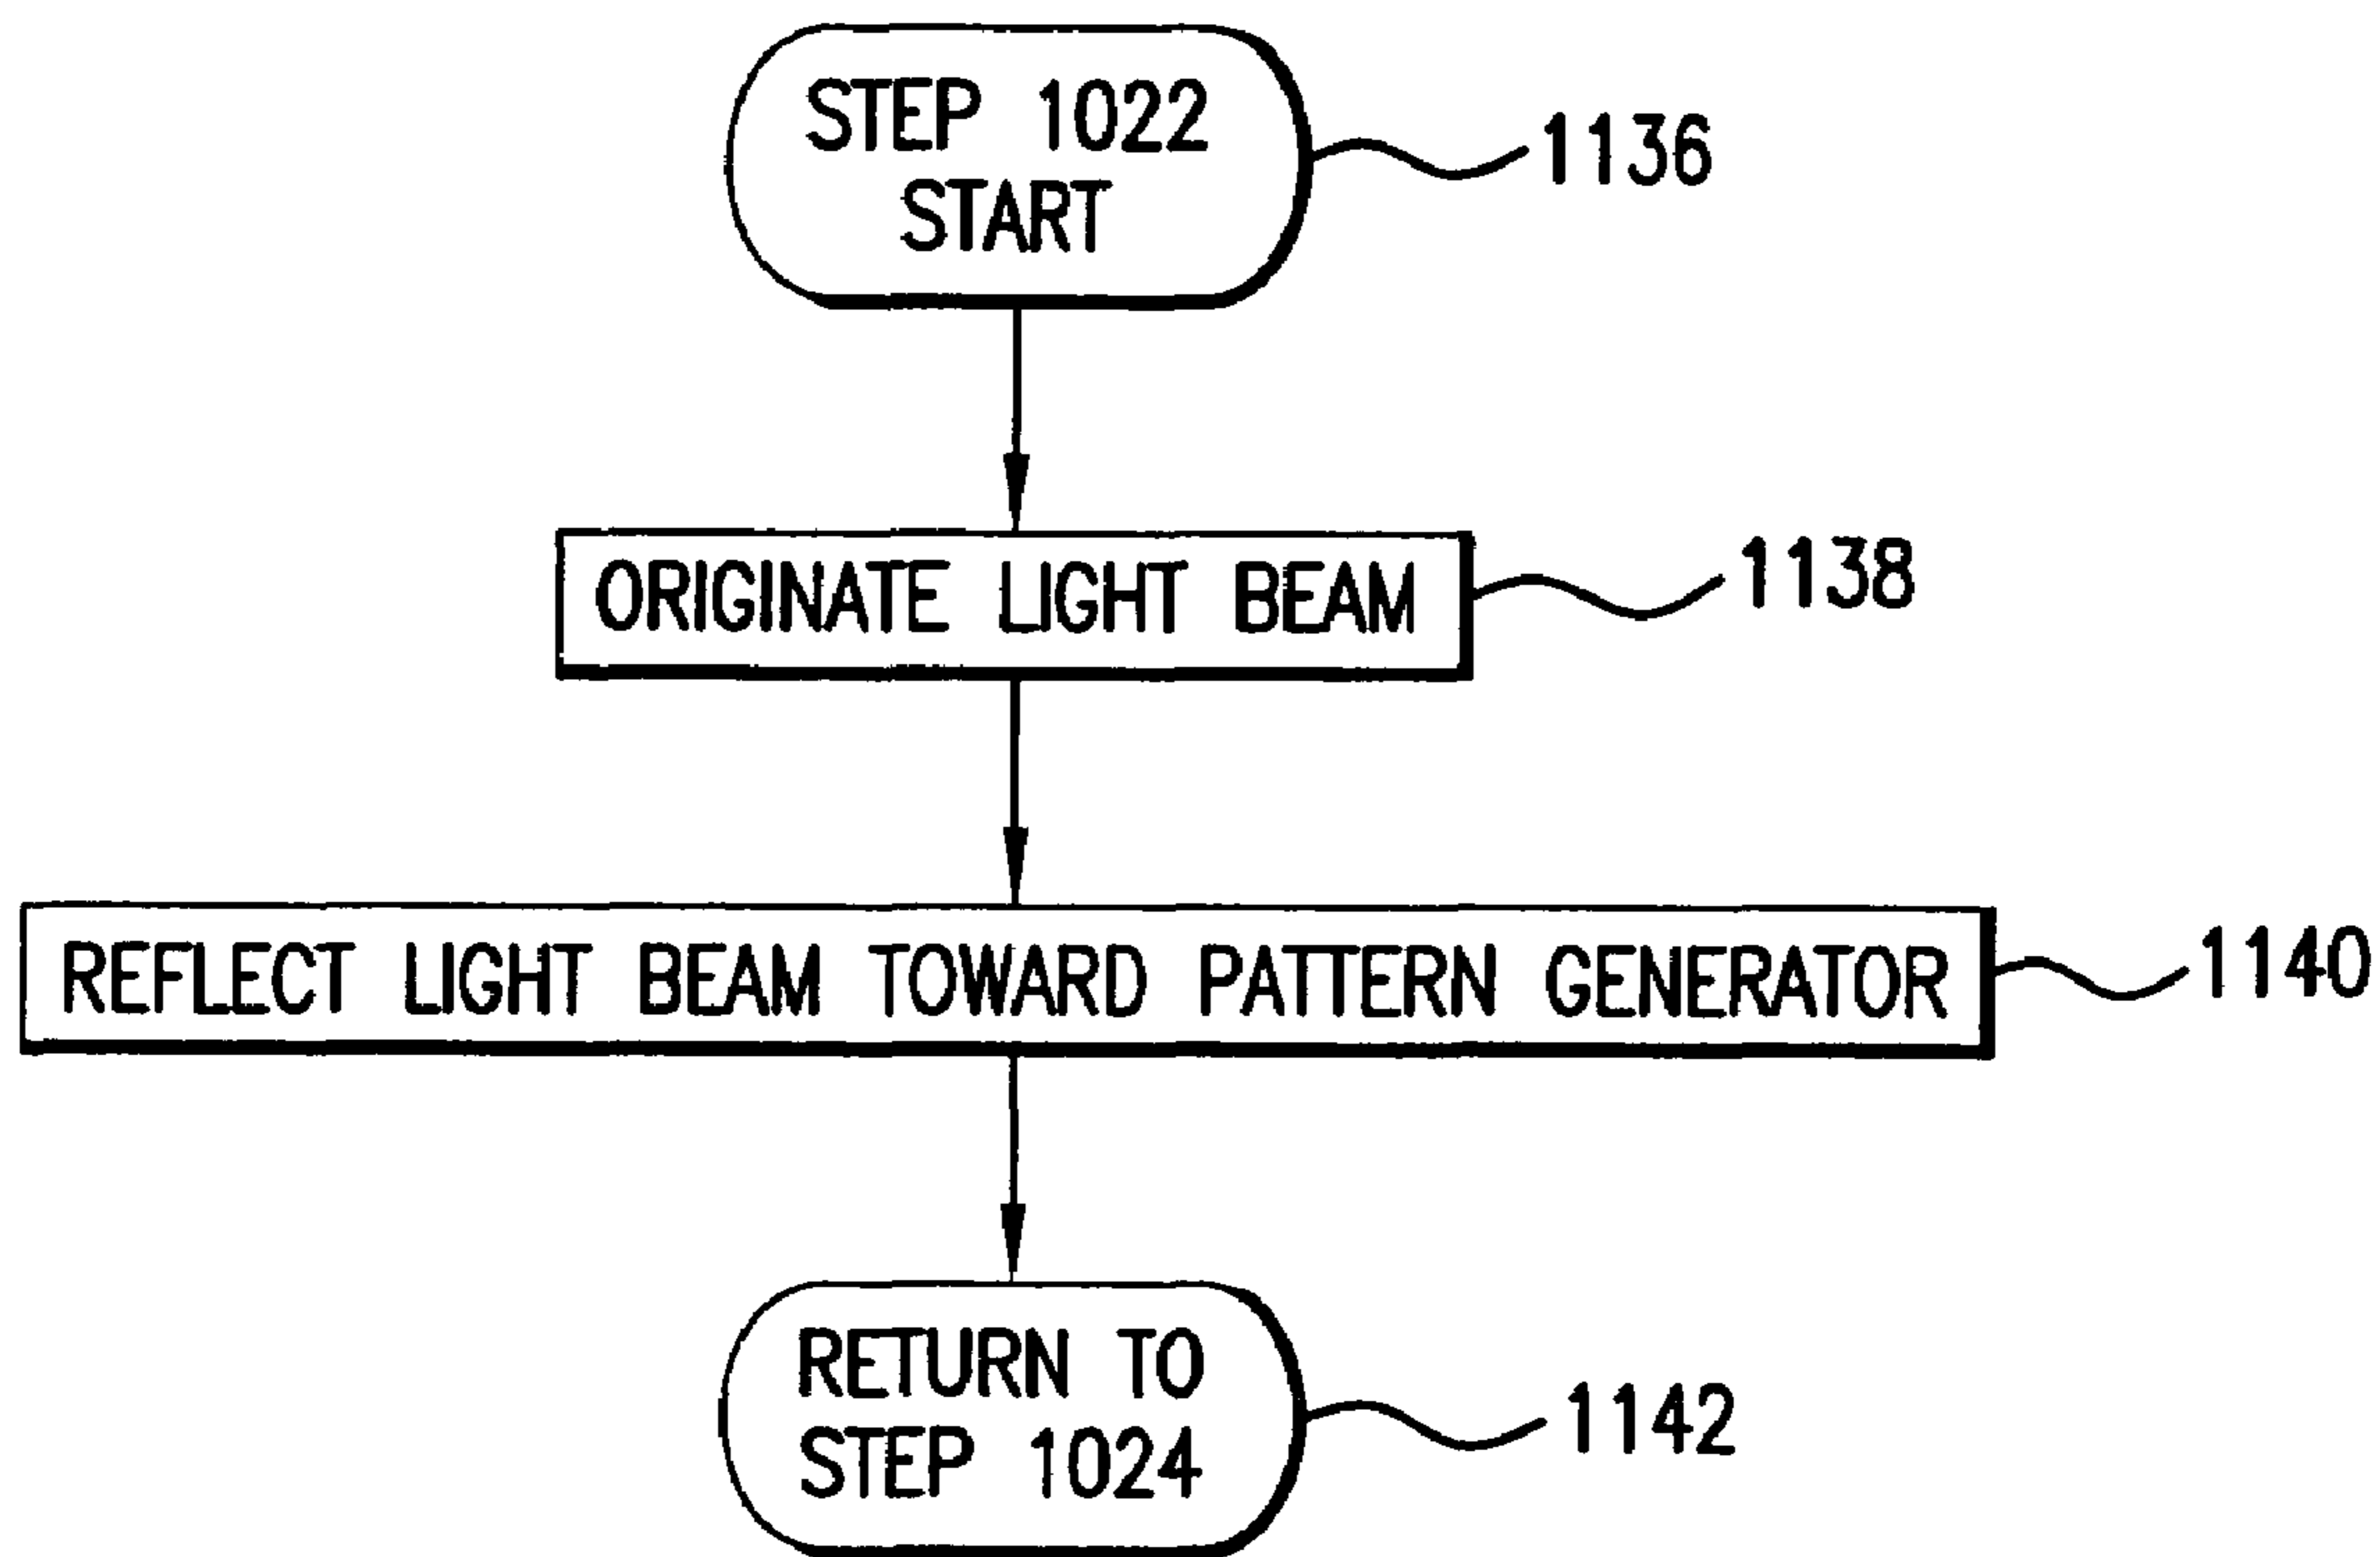 STEP 1022
START
1136
ORIGINATE LIGHT BEAM
1138
REFLECT LIGHT BEAM TOWARD PATTERN GENERATOR
1140
RETURN TO
STEP 1024
1142